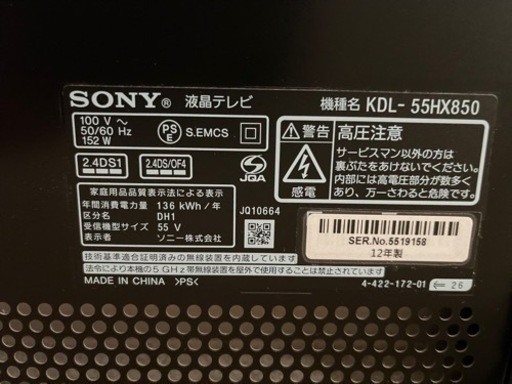 SONY® 液晶テレビ
機種名 KDL- 55HX850
100 V~
50/60 Hz
152 W
PS
E
S.EMCS
2.4DS1
2.4DS/OF4
JQA
JQ10664
家庭用品品質表示法による表示
年間消費電力量 136 kWh/年
区分名 DH1
受信機型サイズ 55 V
ソニー株式会社
警告
感電
高圧注意
サービスマン以外の方は
裏ぶたをあけないでください。
内部には高電圧部分が数多く
あり、万一さわると危険です。
SER.No.5519158
12年製
技術基準適合証明済みの無線装置を内蔵しています
法令により本機の5GHz帯無線装置を屋外で使用することは禁止されています
MADE IN CHINA >PS<
4-422-172-01
26